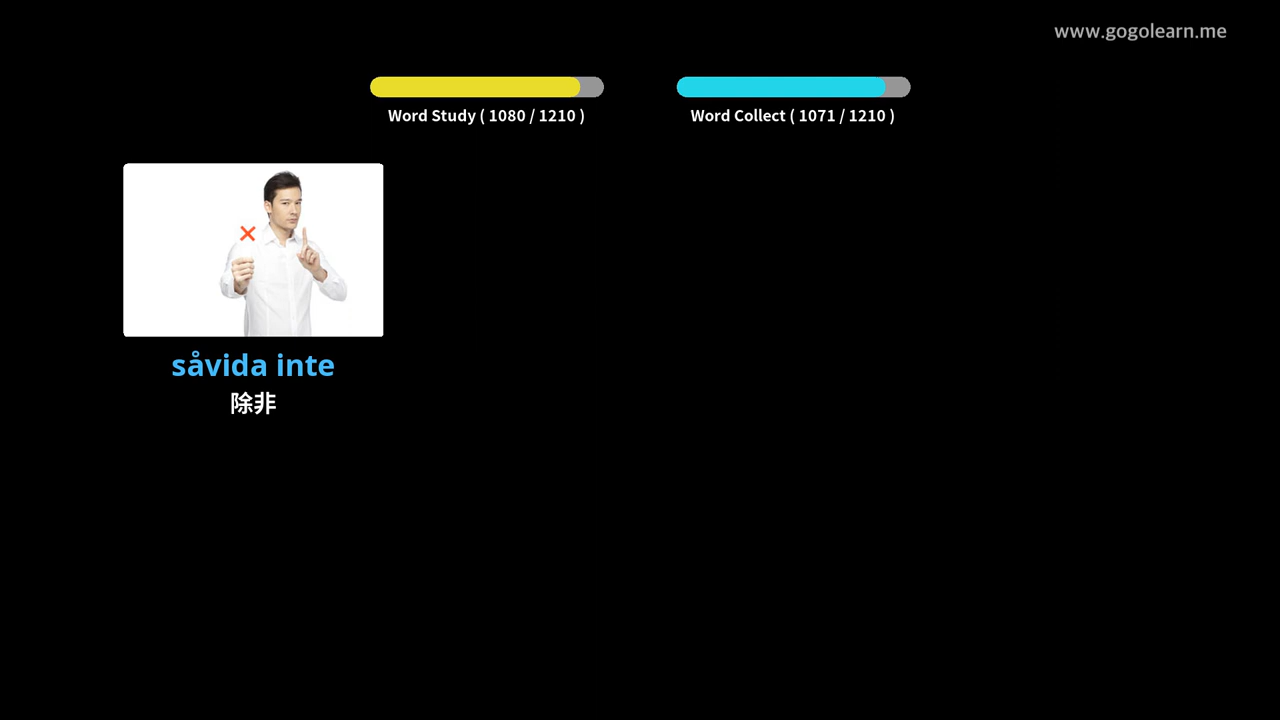 www.gogolearn.me
Word Study ( 1080 / 1210 )
Word Collect ( 1071 / 1210 )
såvida inte
除非